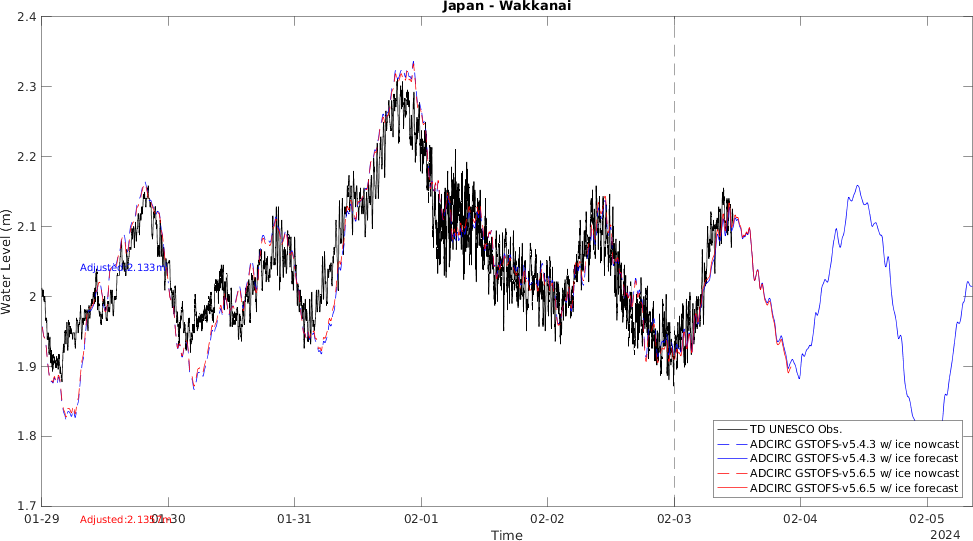 Japan - Wakkanai
2.4
2.3
2.2
2.1
2
1.9
1.8
1.7
Water Level (m)
Adjusted:2.133m
TD UNESCO Obs.
ADCIRC GSTOFS-v5.4.3 w/ ice nowcast
ADCIRC GSTOFS-v5.4.3 w/ ice forecast
ADCIRC GSTOFS-v5.6.5 w/ ice nowcast
ADCIRC GSTOFS-v5.6.5 w/ ice forecast
01-29
01-30
01-31
02-01
02-02
02-03
02-04
02-05
Time
2024